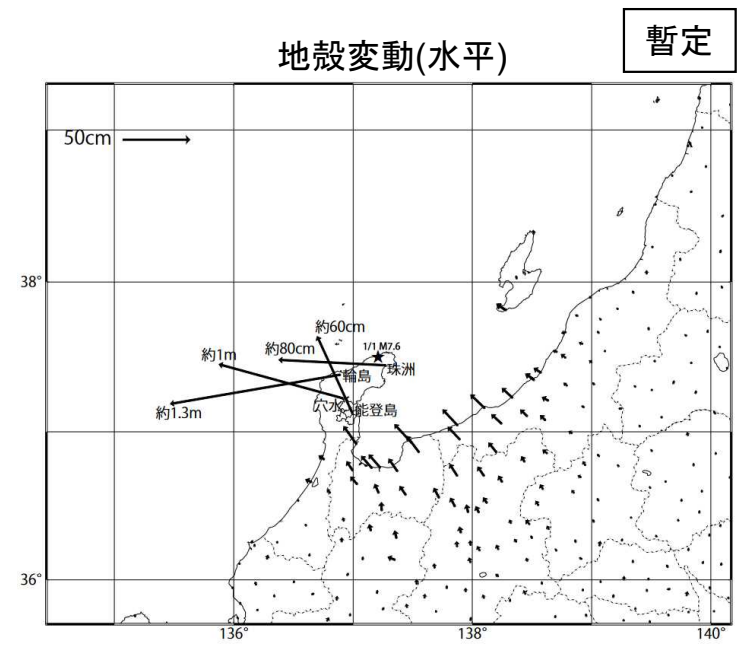 暫定
地殻変動(水平)
50cm
38°
約60cm
1/1 M7.6
約80cm
約1m
珠洲
輪島
約1.3m
穴水
能登島
36°
136°
138°
140°